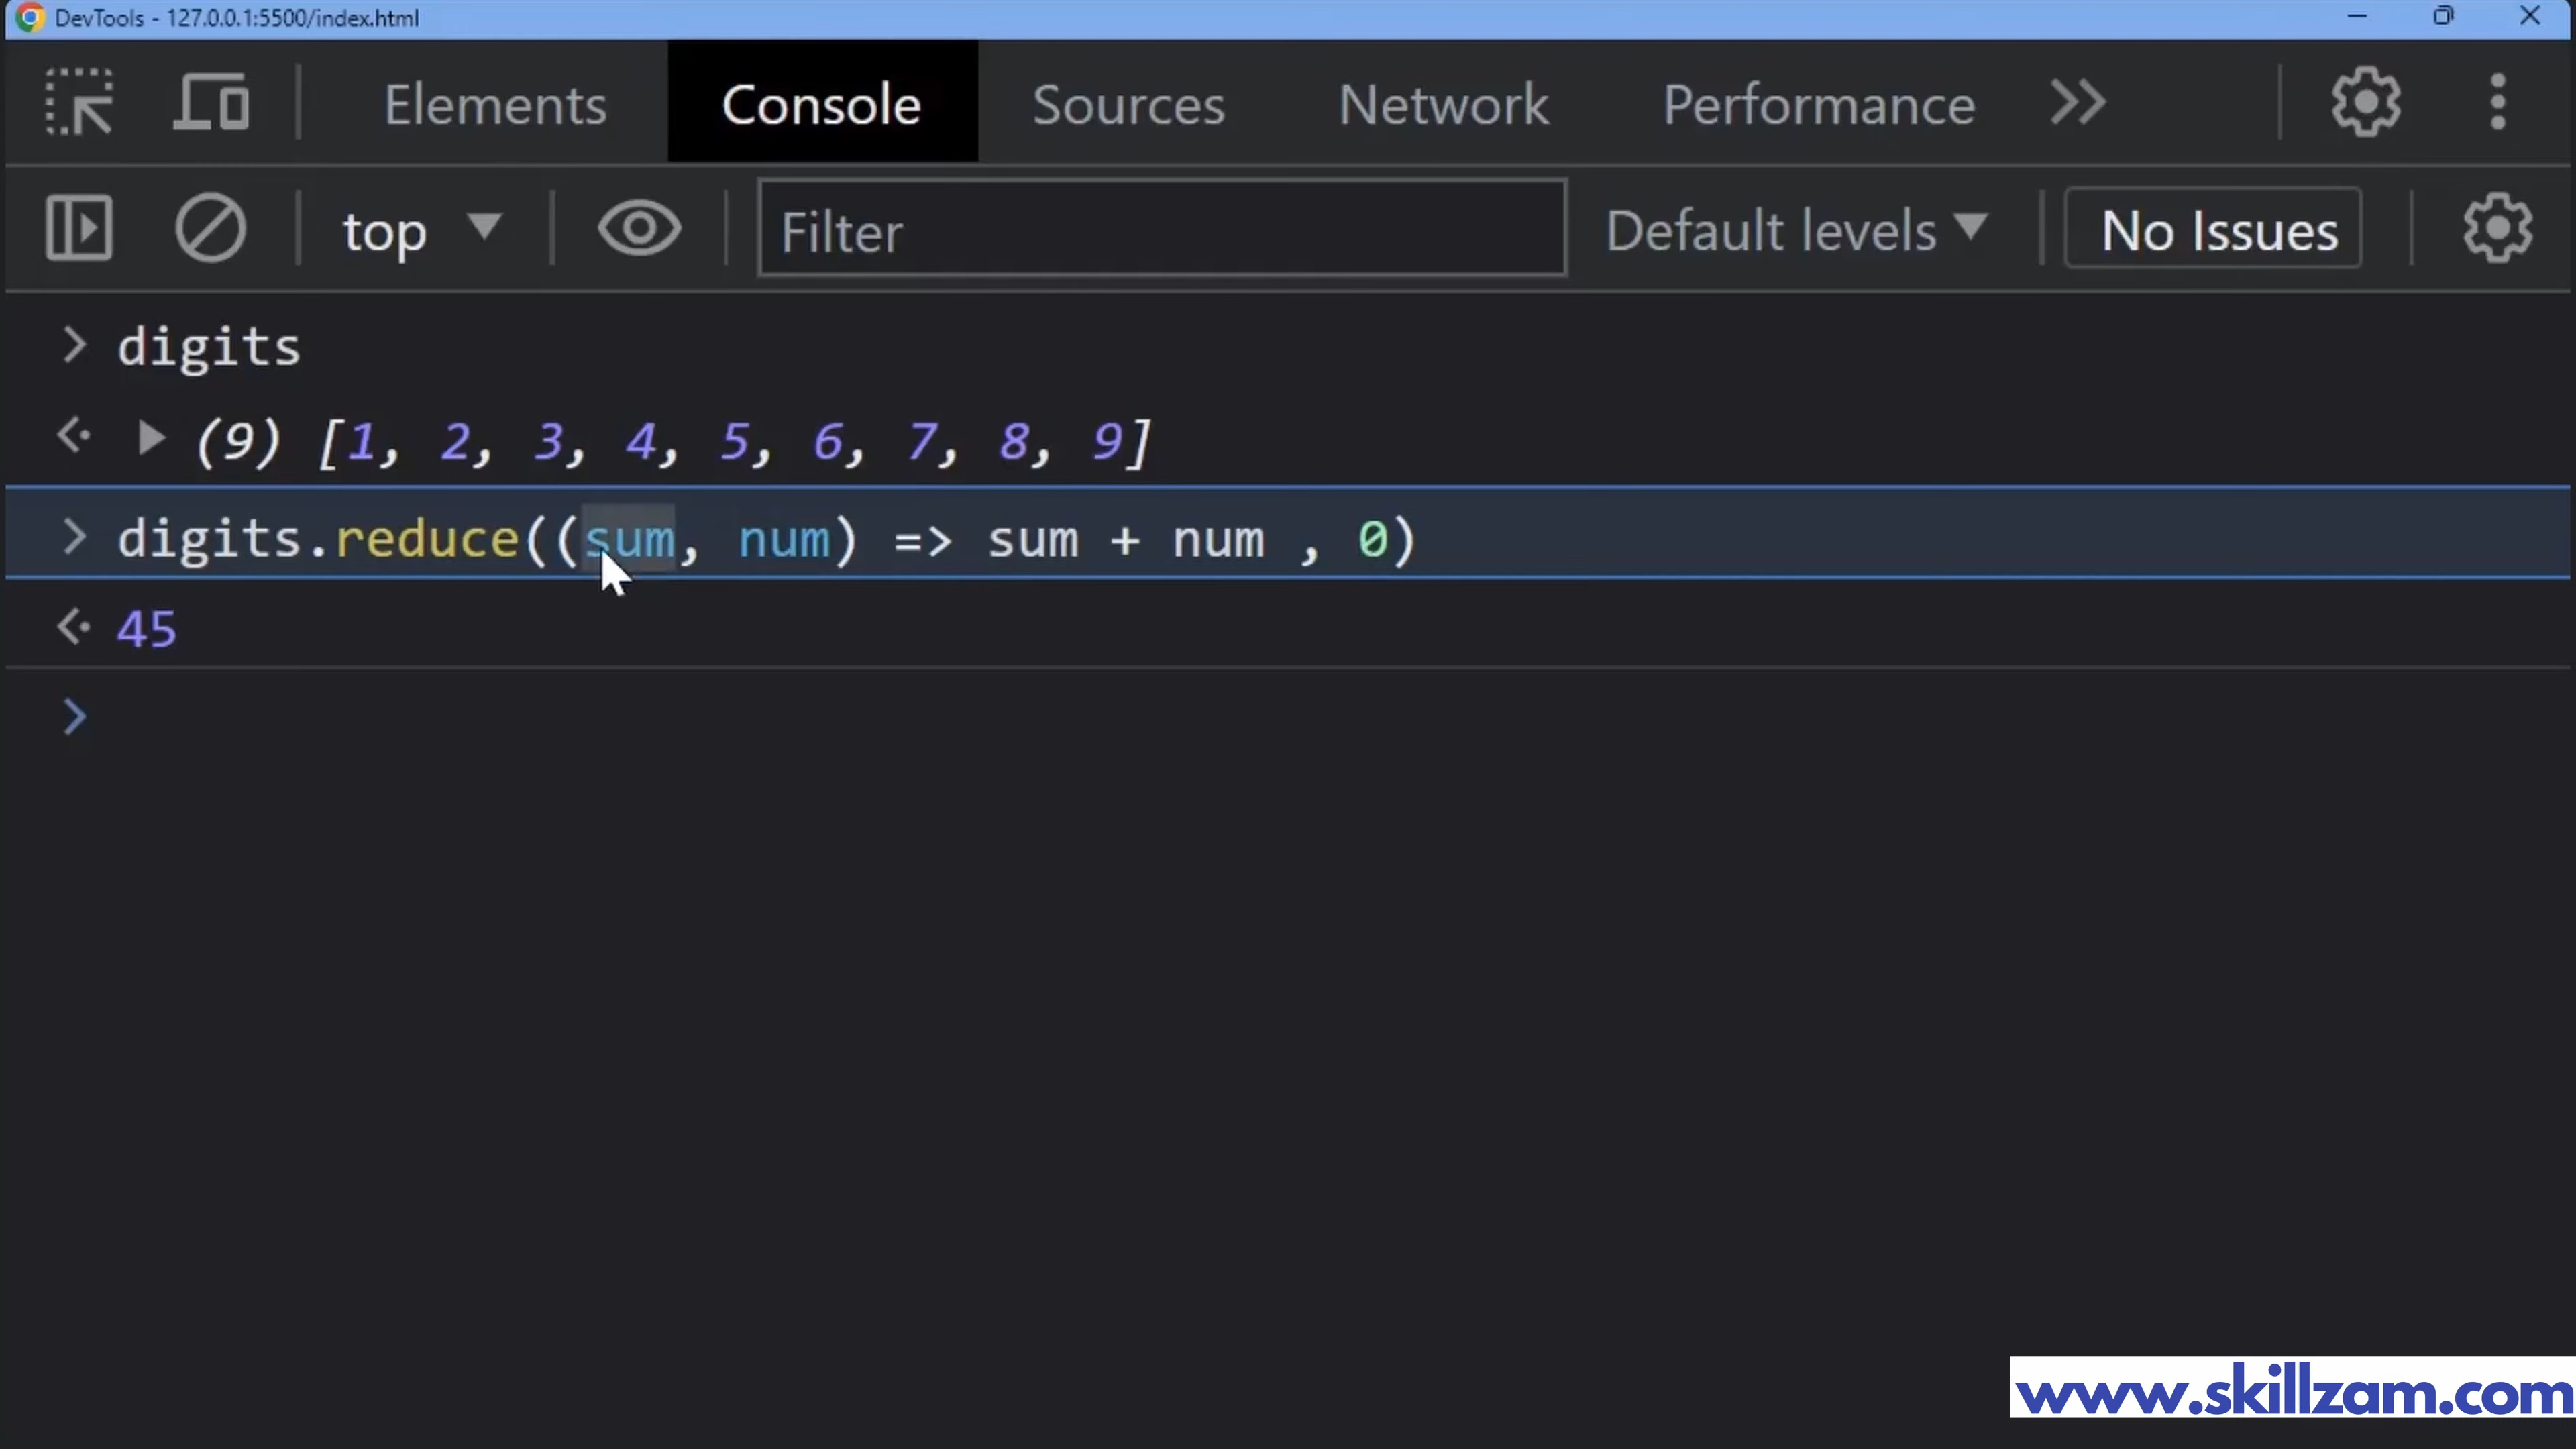 DevTools - 127.0.0.1:5500/index.html
Elements Console Sources Network Performance
top Filter Default levels No Issues
> digits
(9) [1, 2, 3, 4, 5, 6, 7, 8, 9]
> digits.reduce((sum, num) => sum + num , 0)
45
>
www.skillzam.com